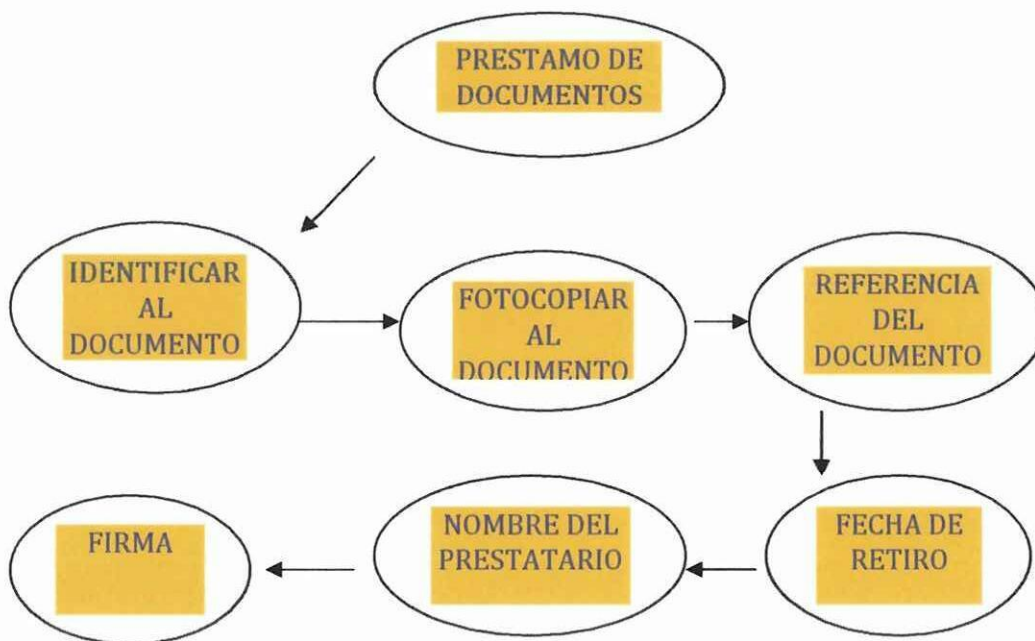 PRESTAMO DE
DOCUMENTOS
IDENTIFICAR
AL
DOCUMENTO
FOTOCOPIAR
AL
DOCUMENTO
REFERENCIA
DEL
DOCUMENTO
FIRMA
NOMBRE DEL
PRESTATARIO
FECHA DE
RETIRO